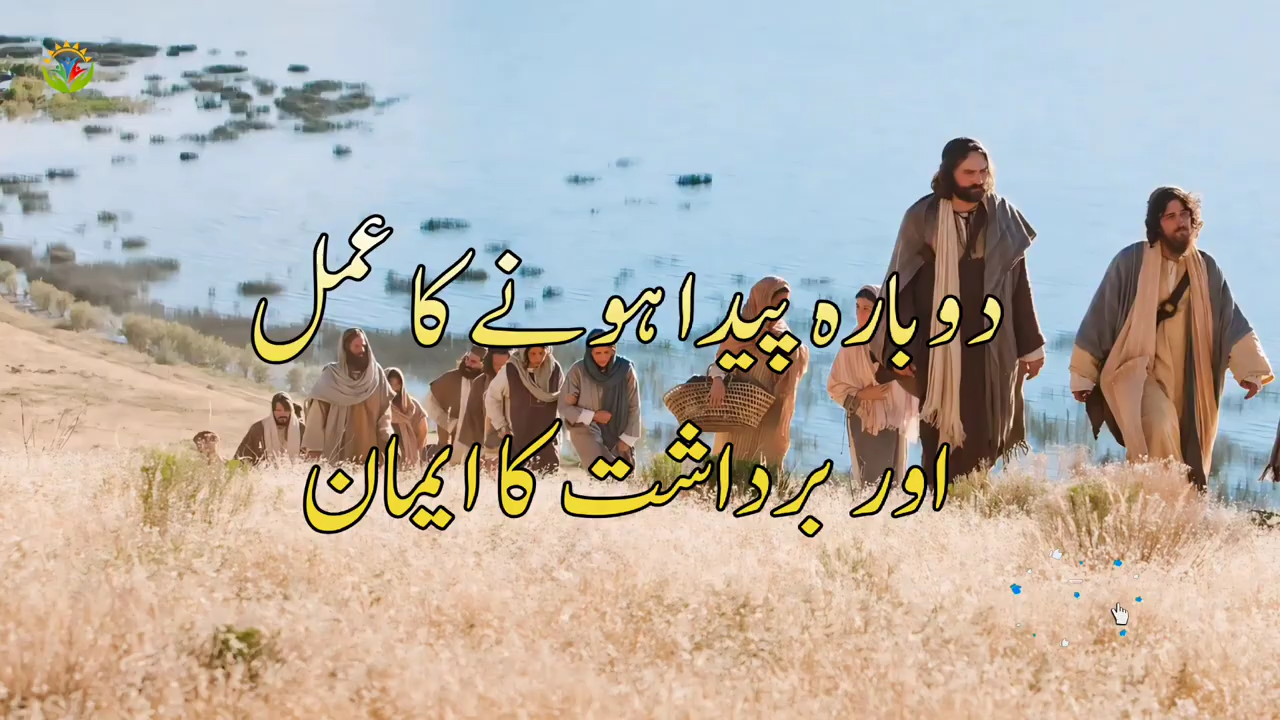 دوبارہ پیدا ہونے کا عمل
اور برداشت کا ایمان